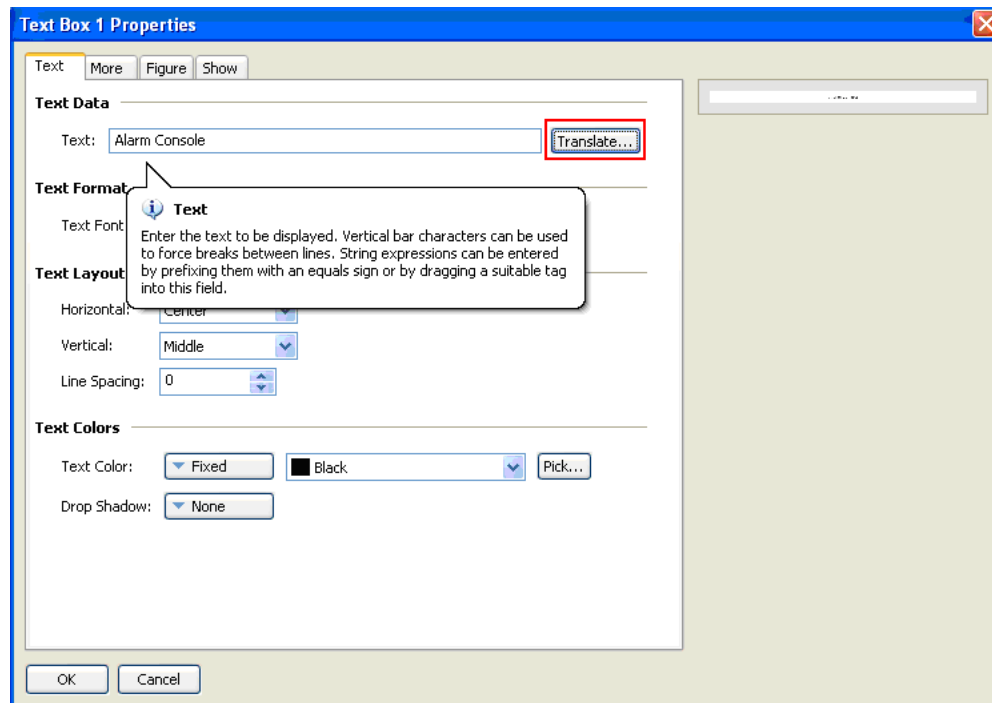 Text Box 1 Properties
Text More Figure Show
Text Data
Text: Alarm Console Translate...
Text Format
Text Font
Text
Enter the text to be displayed. Vertical bar characters can be used
to force breaks between lines. String expressions can be entered
by prefixing them with an equals sign or by dragging a suitable tag
into this field.
Text Layout
Horizontal: Center
Vertical: Middle
Line Spacing: 0
Text Colors
Text Color: Fixed Black Pick...
Drop Shadow: None
OK Cancel